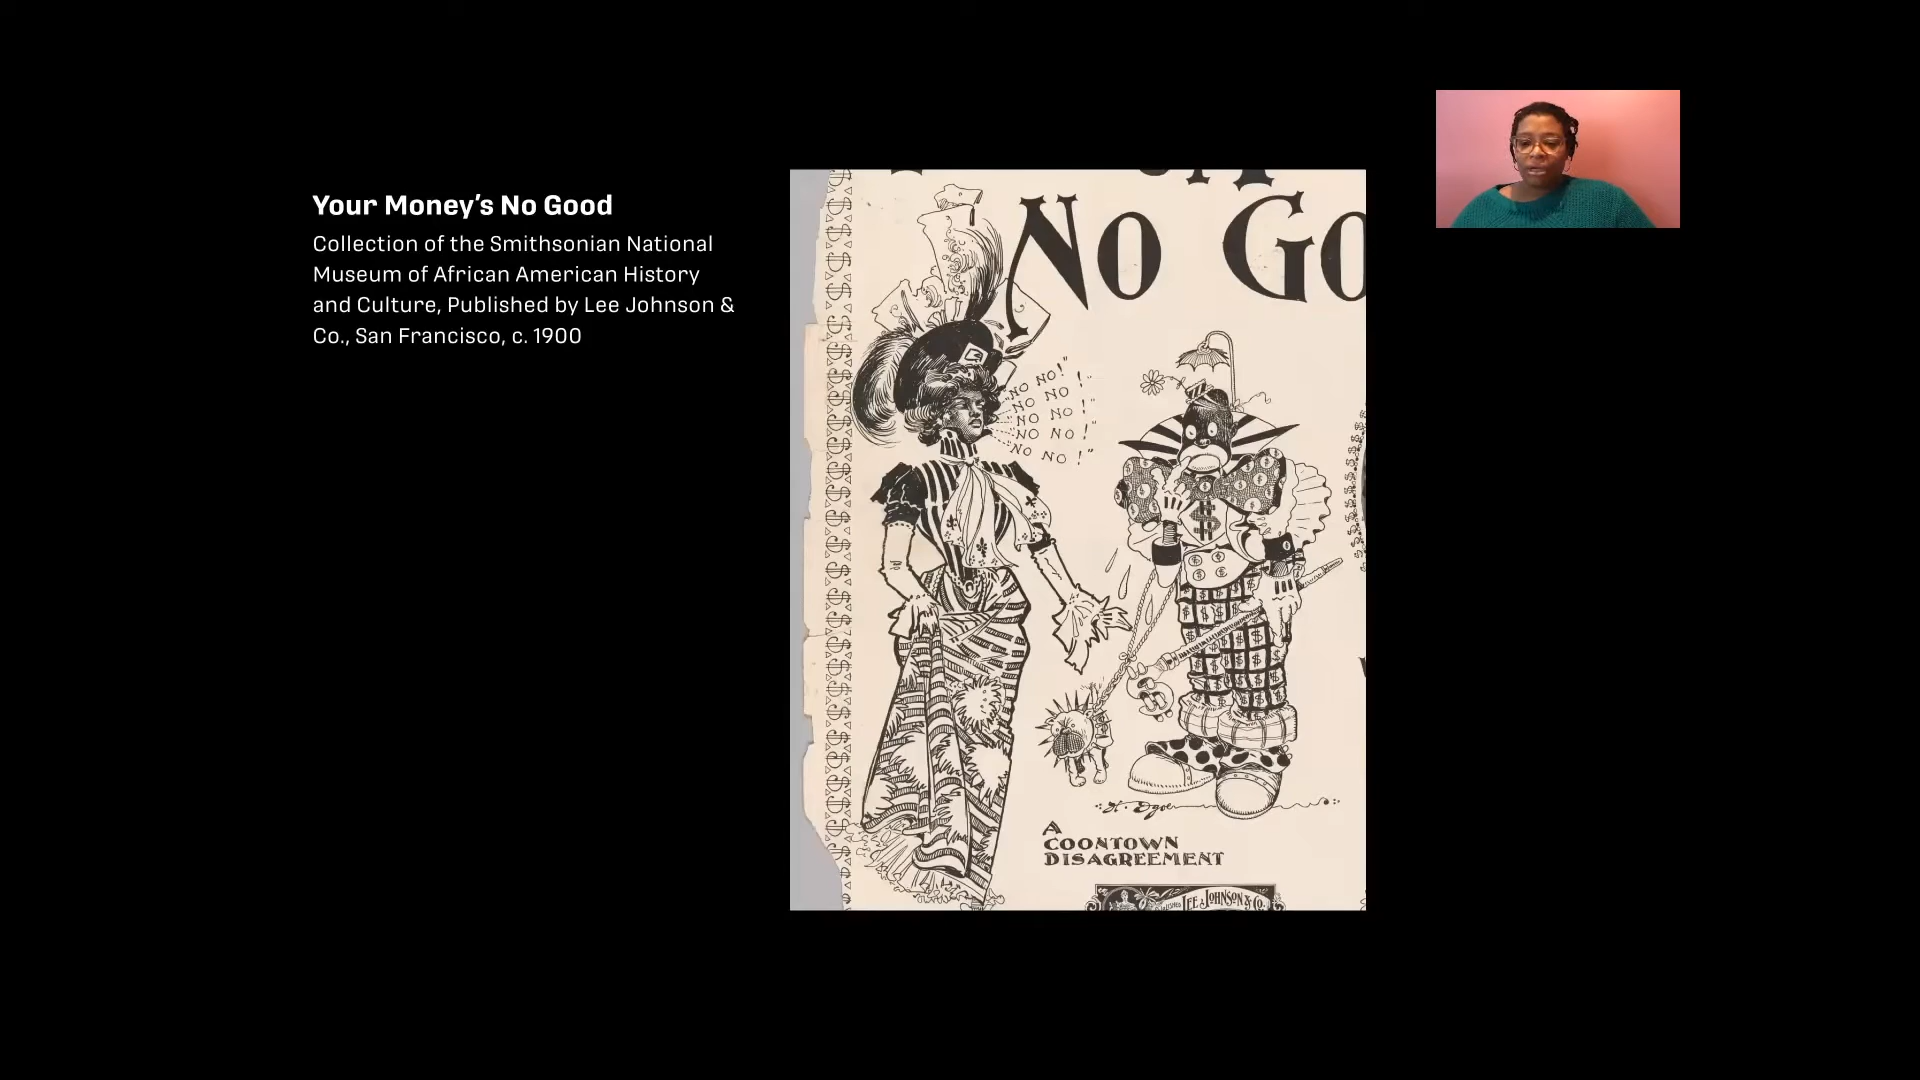 Your Money's No Good
Collection of the Smithsonian National
Museum of African American History
and Culture, Published by Lee Johnson &
Co., San Francisco, c. 1900
No Go
"NO NO!"
"NO NO!"
"NO NO!"
"NO NO!"
"NO NO!"
A
COONTOWN
DISAGREEMENT
LEE JOHNSON & CO.